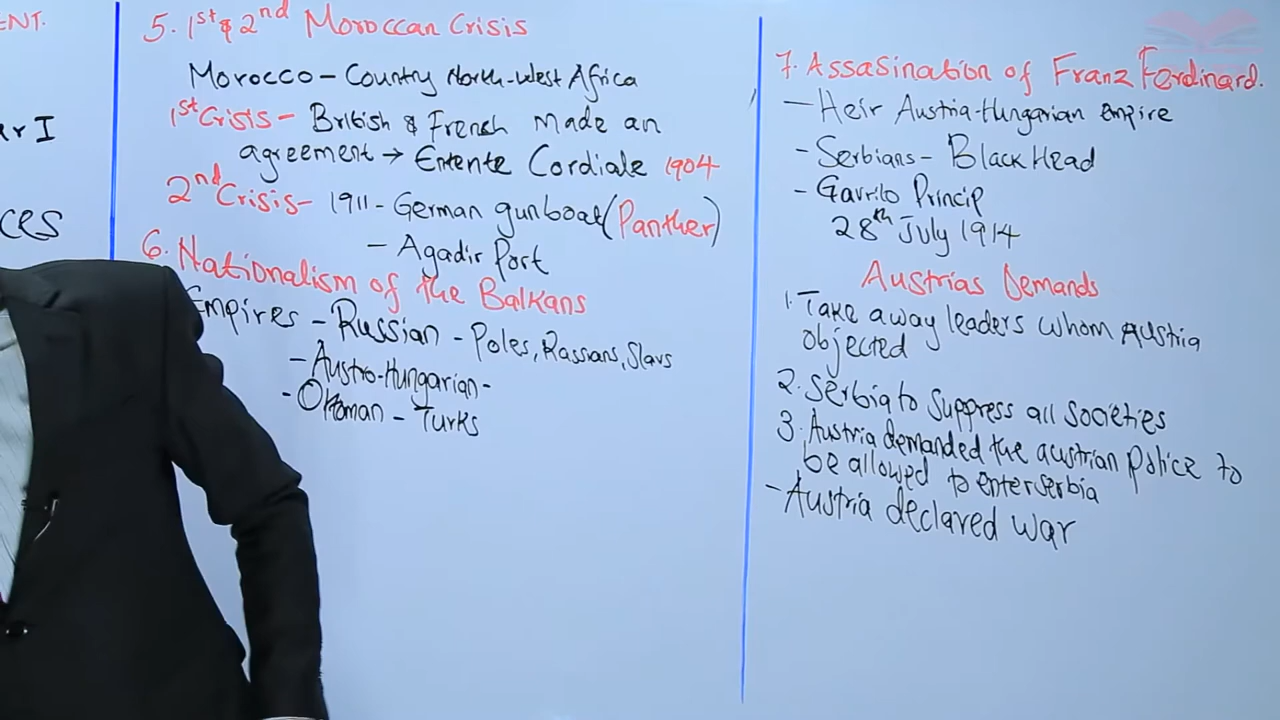 ENT.
ar I
CES
5. 1st & 2nd Moroccan Crisis
Morocco - Country North-West Africa
1st Crisis - British & French made an
agreement → Entente Cordiale 1904
2nd Crisis - 1911 - German gunboat (Panther)
- Agadir Port
6. Nationalism of the Balkans
Empires - Russian - Poles, Russians, Slavs
- Austro-Hungarian -
- Ottoman - Turks
7. Assasination of Franz Ferdinard.
- Heir Austria-Hungarian Empire
- Serbians - Black Head
- Gavrilo Princip
28th July 1914
Austrias Demands
1. Take away leaders whom Austria
objected
2. Serbia to suppress all societies
3. Austria demanded the austrian police to
be allowed to enter serbia
- Austria declared war